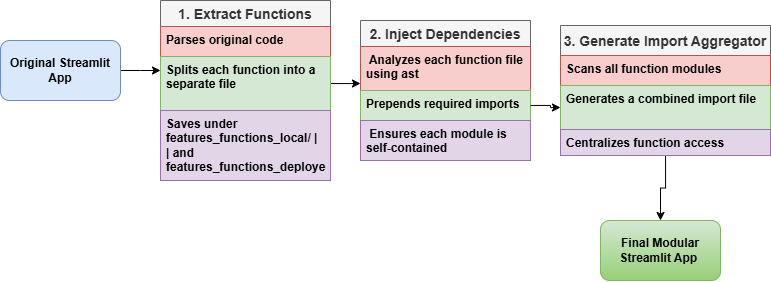 Original Streamlit
App
1. Extract Functions
Parses original code
Splits each function into a
separate file
Saves under
features_functions_local/ |
| and
features_functions_deploye
2. Inject Dependencies
Analyzes each function file
using ast
Prepends required imports
Ensures each module is
self-contained
3. Generate Import Aggregator
Scans all function modules
Generates a combined import file
Centralizes function access
Final Modular
Streamlit App